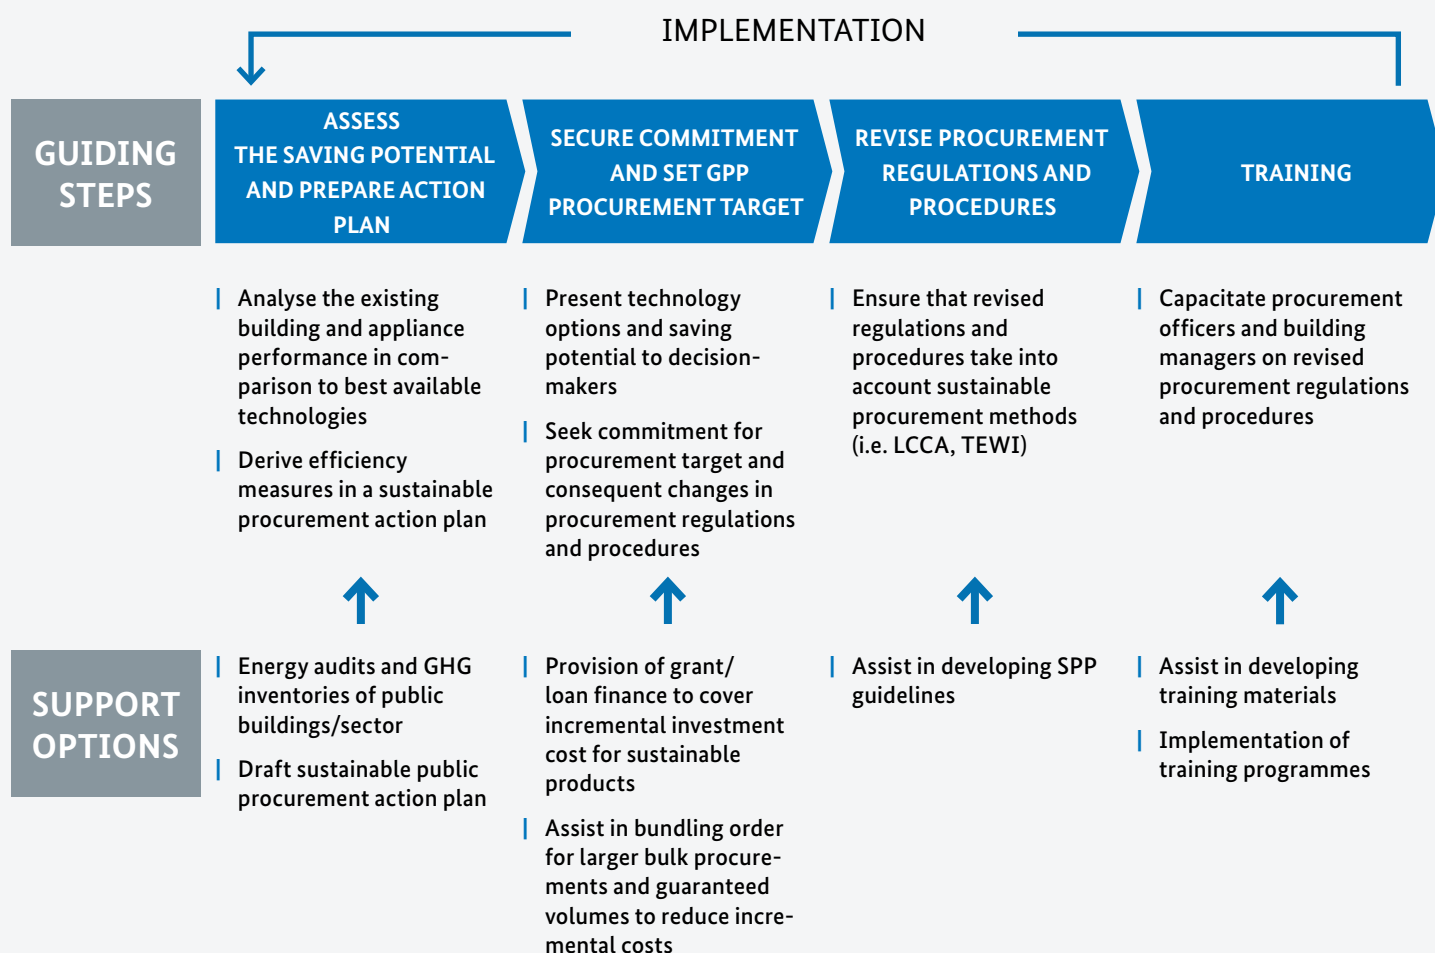 IMPLEMENTATION
GUIDING
STEPS
ASSESS
THE SAVING POTENTIAL
AND PREPARE ACTION
PLAN
SECURE COMMITMENT
AND SET GPP
PROCUREMENT TARGET
REVISE PROCUREMENT
REGULATIONS AND
PROCEDURES
TRAINING
Analyse the existing
building and appliance
performance in com-
parison to best available
technologies
Derive efficiency
measures in a sustainable
procurement action plan
Present technology
options and saving
potential to decision-
makers
Seek commitment for
procurement target and
consequent changes in
procurement regulations
and procedures
Ensure that revised
regulations and
procedures take into
account sustainable
procurement methods
(i.e. LCCA, TEWI)
Capacitate procurement
officers and building
managers on revised
procurement regulations
and procedures
SUPPORT
OPTIONS
Energy audits and GHG
inventories of public
buildings/sector
Draft sustainable public
procurement action plan
Provision of grant/
loan finance to cover
incremental investment
cost for sustainable
products
Assist in bundling order
for larger bulk procure-
ments and guaranteed
volumes to reduce incre-
mental costs
Assist in developing SPP
guidelines
Assist in developing
training materials
Implementation of
training programmes